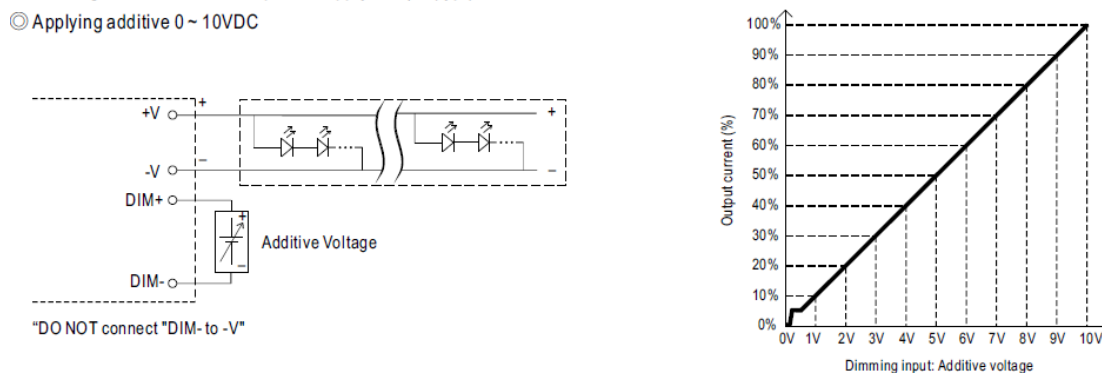 ◎ Applying additive 0 ~ 10VDC
+V
+
-V
−
+
−
DIM+
+
Additive Voltage
−
DIM-
“DO NOT connect "DIM- to -V"
Output current (%)
100%
90%
80%
70%
60%
50%
40%
30%
20%
10%
0%
0V 1V 2V 3V 4V 5V 6V 7V 8V 9V 10V
Dimming input: Additive voltage